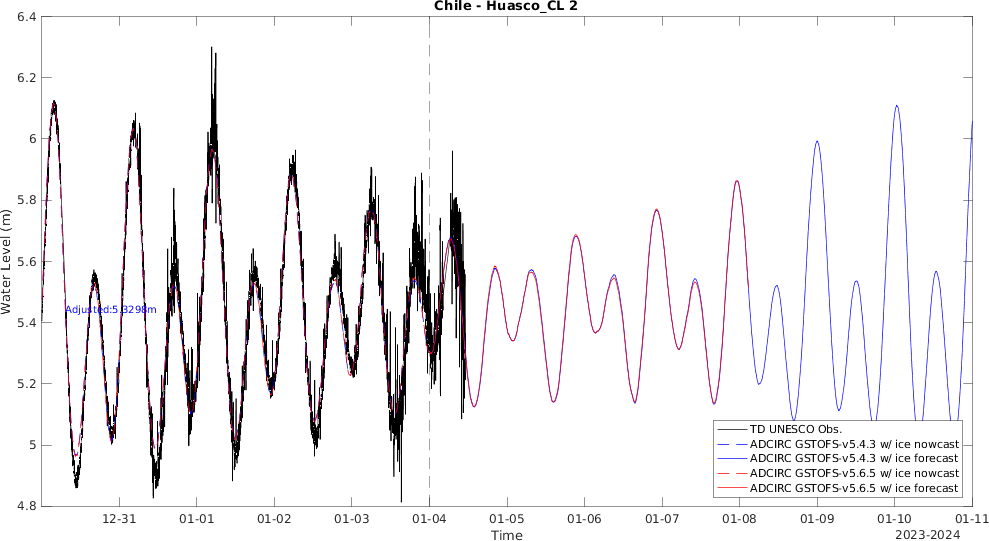 Chile - Huasco_CL 2
Water Level (m)
6.4
6.2
6
5.8
5.6
5.4
5.2
5
4.8
Adjusted:5.3298m
TD UNESCO Obs.
ADCIRC GSTOFS-v5.4.3 w/ ice nowcast
ADCIRC GSTOFS-v5.4.3 w/ ice forecast
ADCIRC GSTOFS-v5.6.5 w/ ice nowcast
ADCIRC GSTOFS-v5.6.5 w/ ice forecast
12-31 01-01 01-02 01-03 01-04 01-05 01-06 01-07 01-08 01-09 01-10 01-11
Time
2023-2024